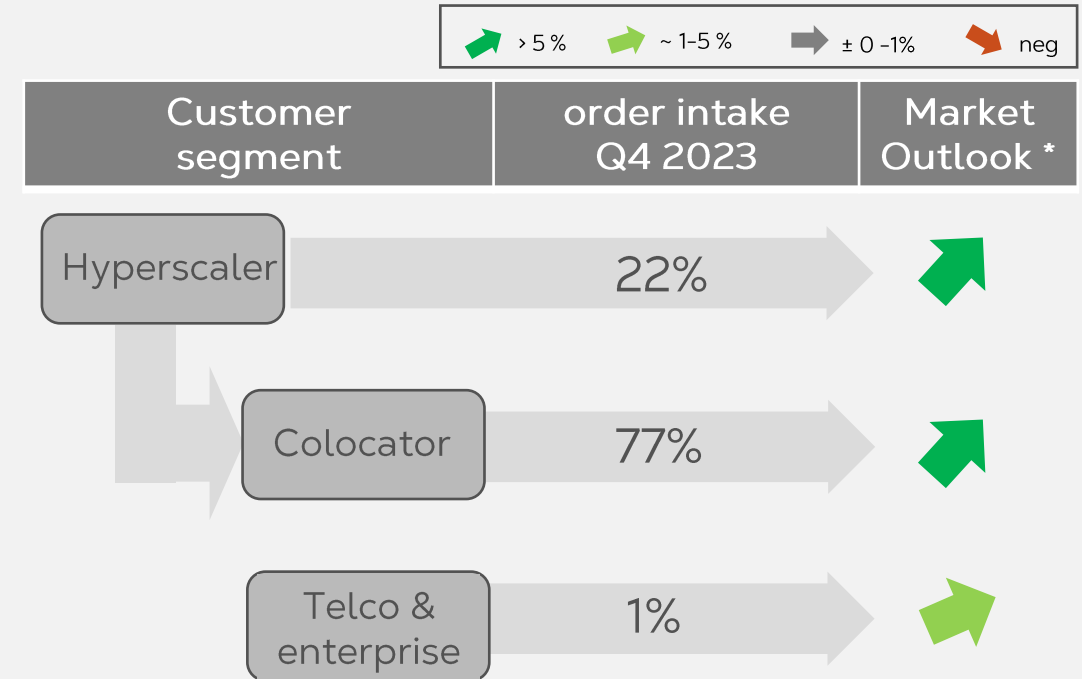 > 5 % ~ 1-5 % ± 0 -1% neg
Customer segment
order intake Q4 2023
Market Outlook *
Hyperscaler 22%
Colocator 77%
Telco & enterprise 1%